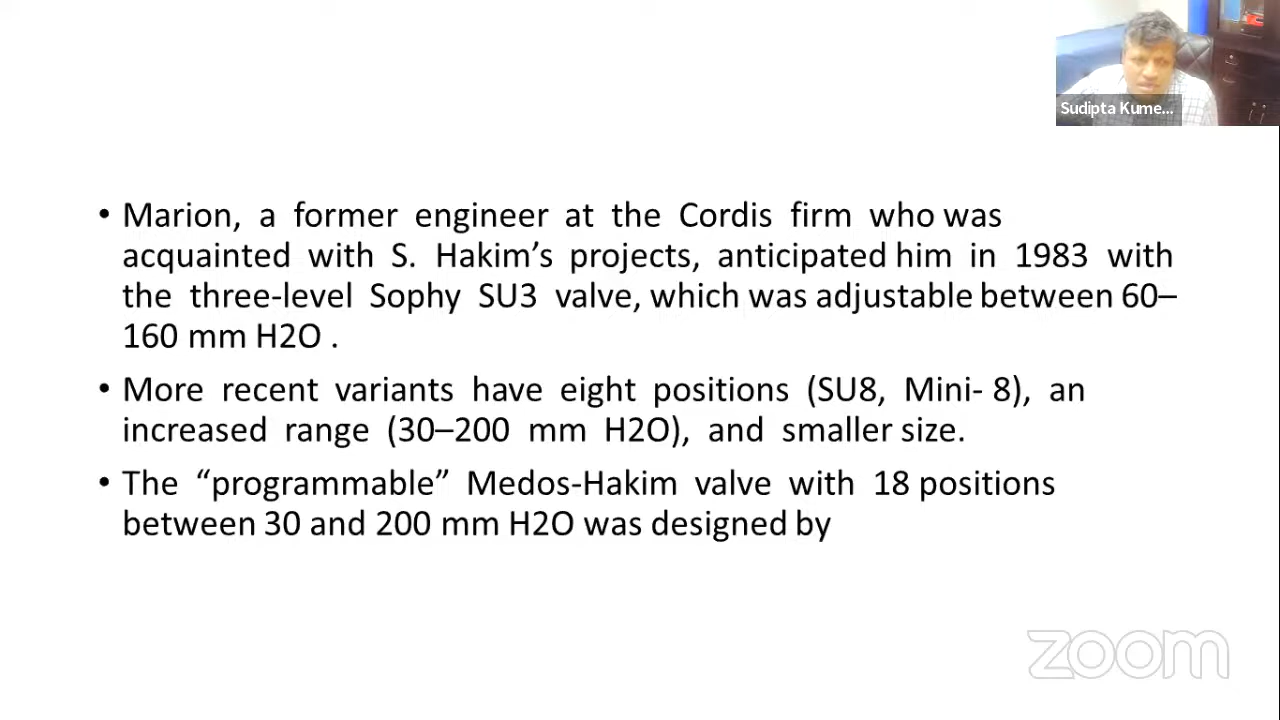 Sudipta Kume...
• Marion, a former engineer at the Cordis firm who was
acquainted with S. Hakim’s projects, anticipated him in 1983 with
the three-level Sophy SU3 valve, which was adjustable between 60–
160 mm H2O .
• More recent variants have eight positions (SU8, Mini- 8), an
increased range (30–200 mm H2O), and smaller size.
• The “programmable” Medos-Hakim valve with 18 positions
between 30 and 200 mm H2O was designed by
zoom